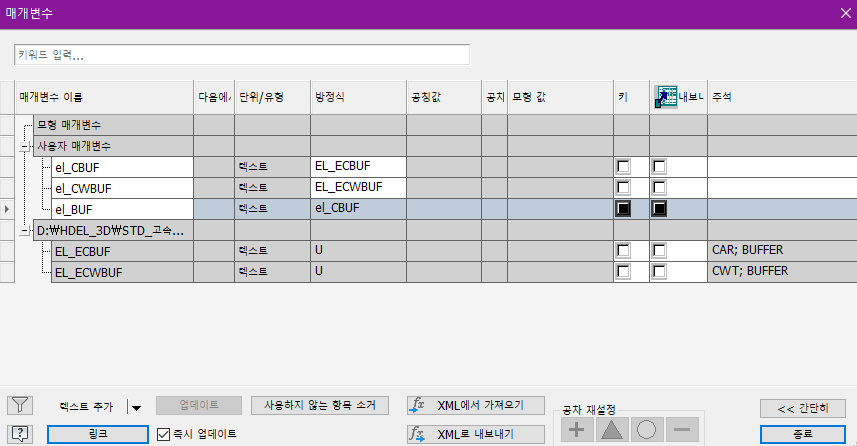 매개변수
키워드 입력...
매개변수 이름 다음에 단위/유형 방정식 공칭값 공차 모형 값 키 내보내 주석
모형 매개변수
사용자 매개변수
el_CBUF 텍스트 EL_ECBUF
el_CWBUF 텍스트 EL_ECWBUF
el_BUF 텍스트 el_CBUF
D:₩HDEL_3D₩STD_고속...
EL_ECBUF 텍스트 U CAR; BUFFER
EL_ECWBUF 텍스트 U CWT; BUFFER
텍스트 추가 업데이트 사용하지 않는 항목 소거 fx XML에서 가져오기 공차 재설정 << 간단히
링크 즉시 업데이트 fx XML로 내보내기 종료